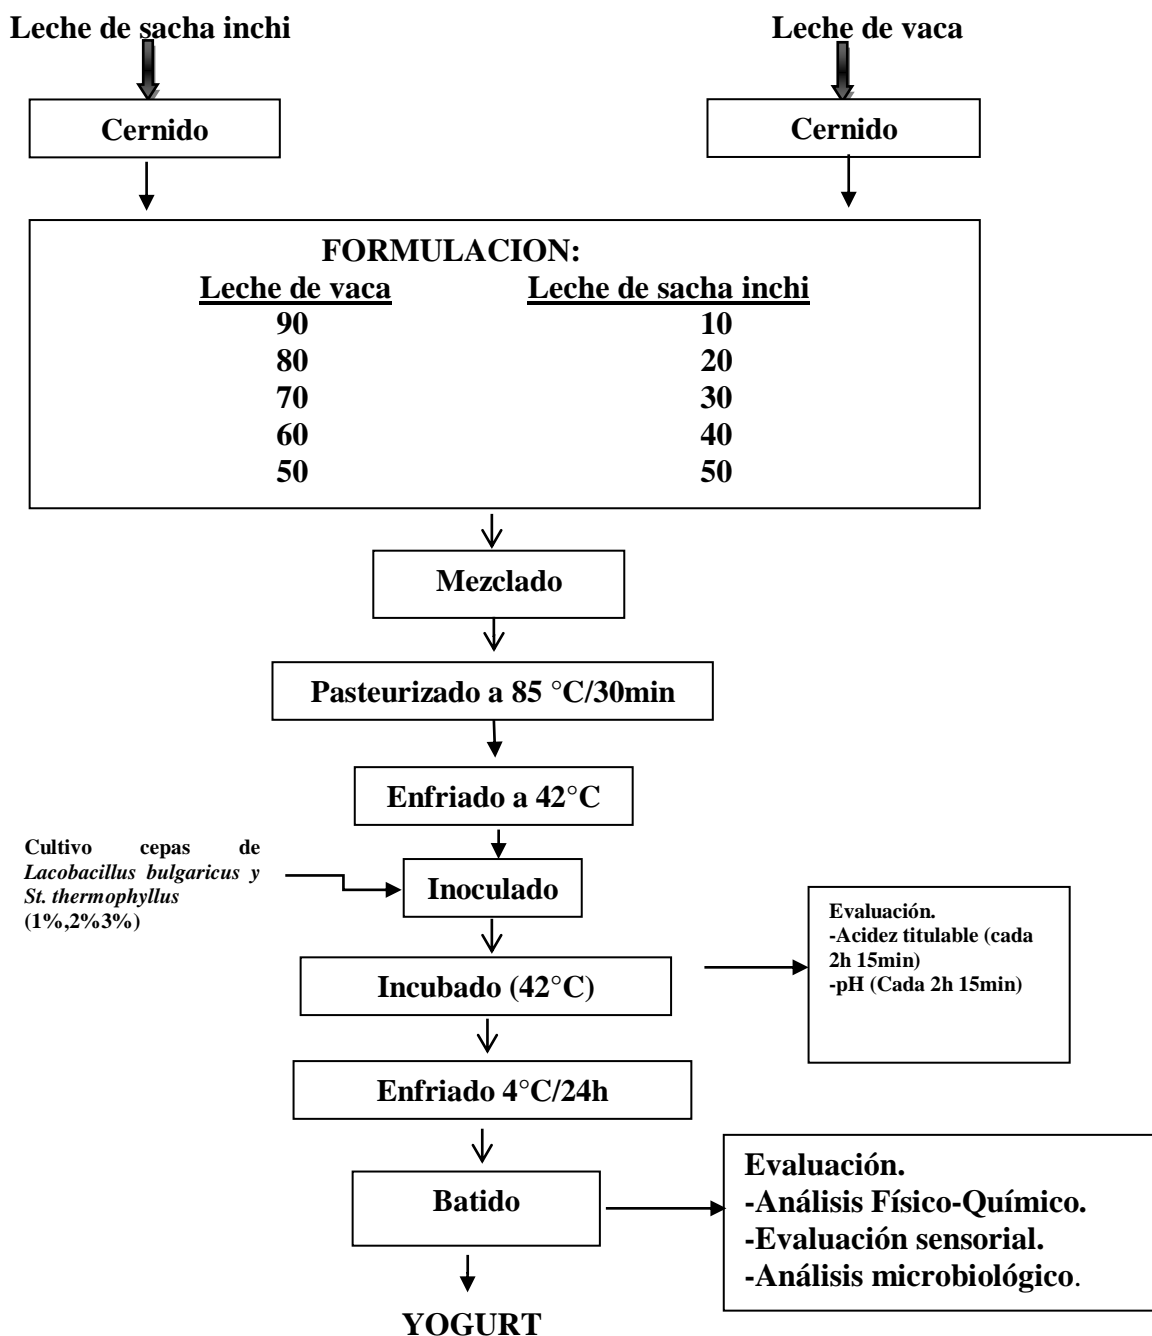 Leche de sacha inchi
Leche de vaca
Cernido
Cernido
FORMULACION:
Leche de vaca Leche de sacha inchi
90 10
80 20
70 30
60 40
50 50
Mezclado
Pasteurizado a 85 °C/30min
Enfriado a 42°C
Cultivo cepas de
Lacobacillus bulgaricus y
St. thermophyllus
(1%,2%3%)
Inoculado
Incubado (42°C)
Evaluación.
-Acidez titulable (cada
2h 15min)
-pH (Cada 2h 15min)
Enfriado 4°C/24h
Batido
Evaluación.
-Análisis Físico-Químico.
-Evaluación sensorial.
-Análisis microbiológico.
YOGURT